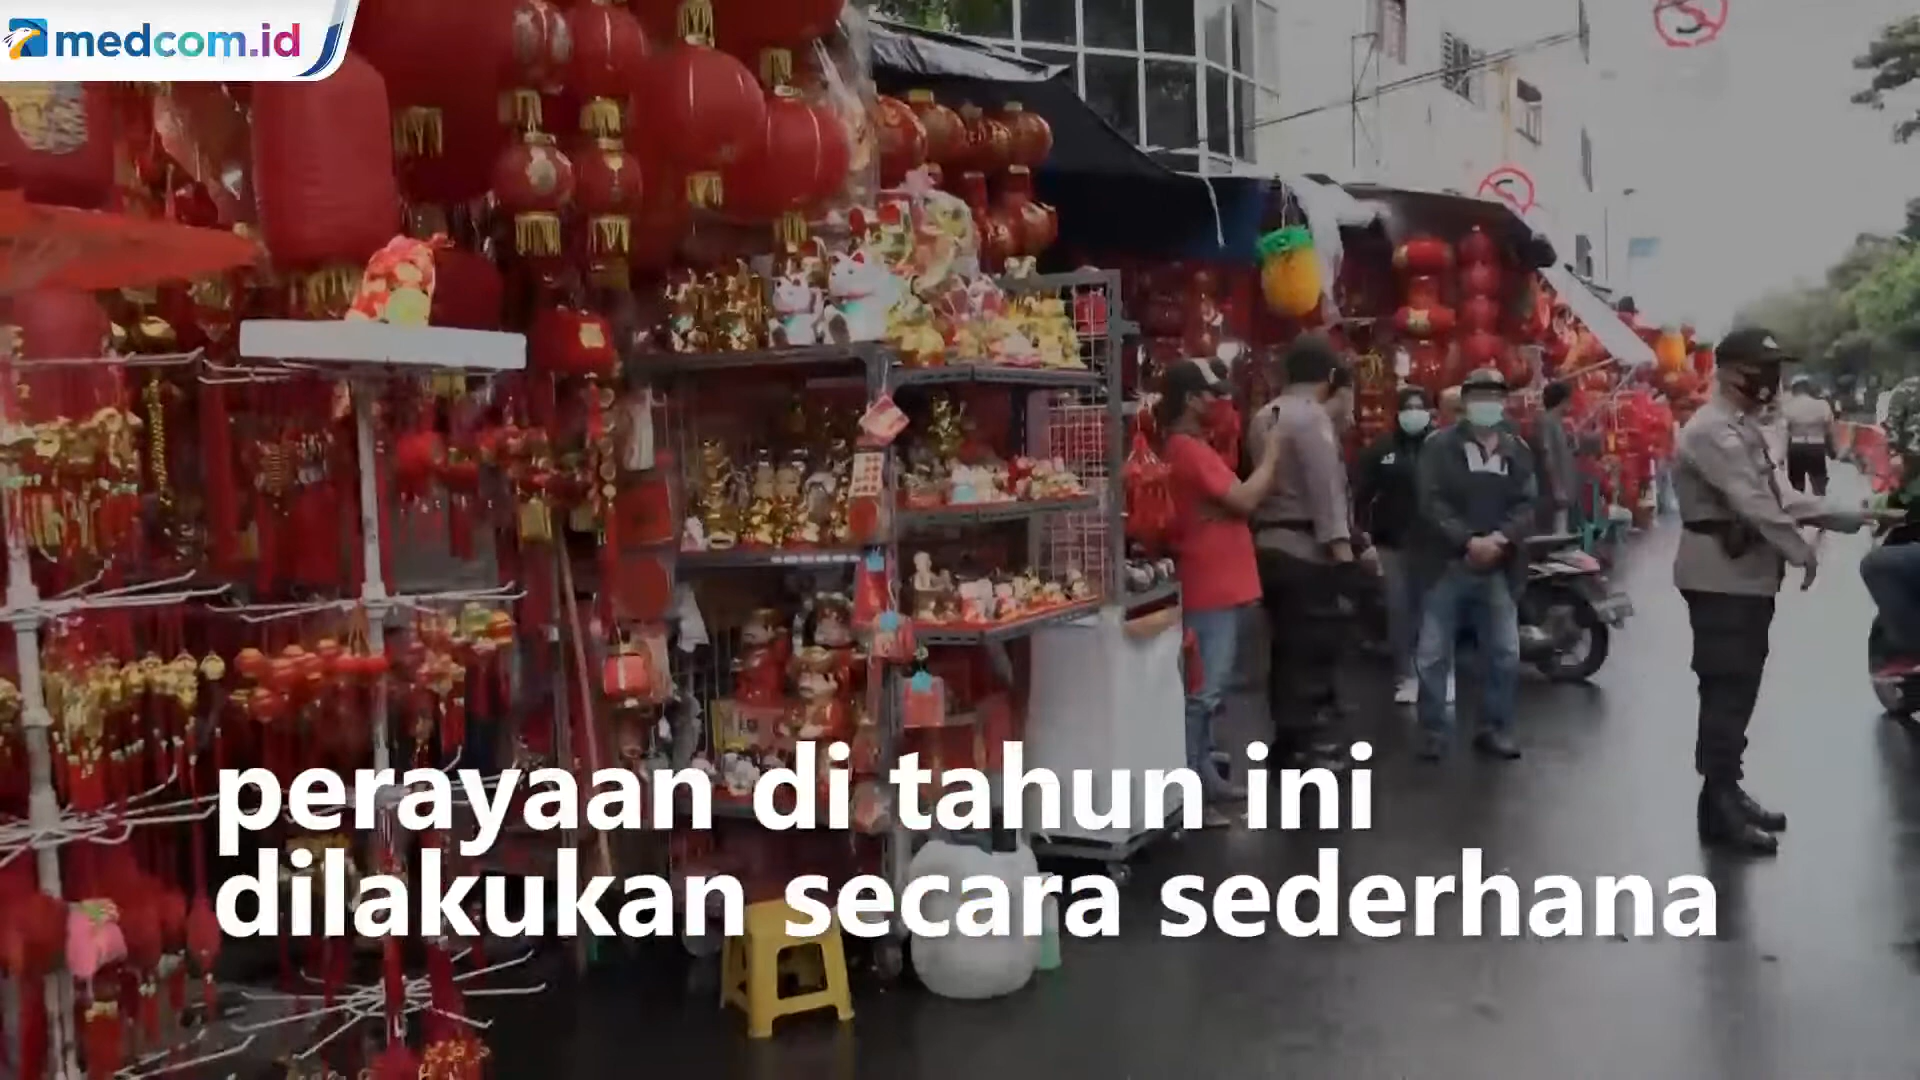 medcom.id
perayaan di tahun ini
dilakukan secara sederhana